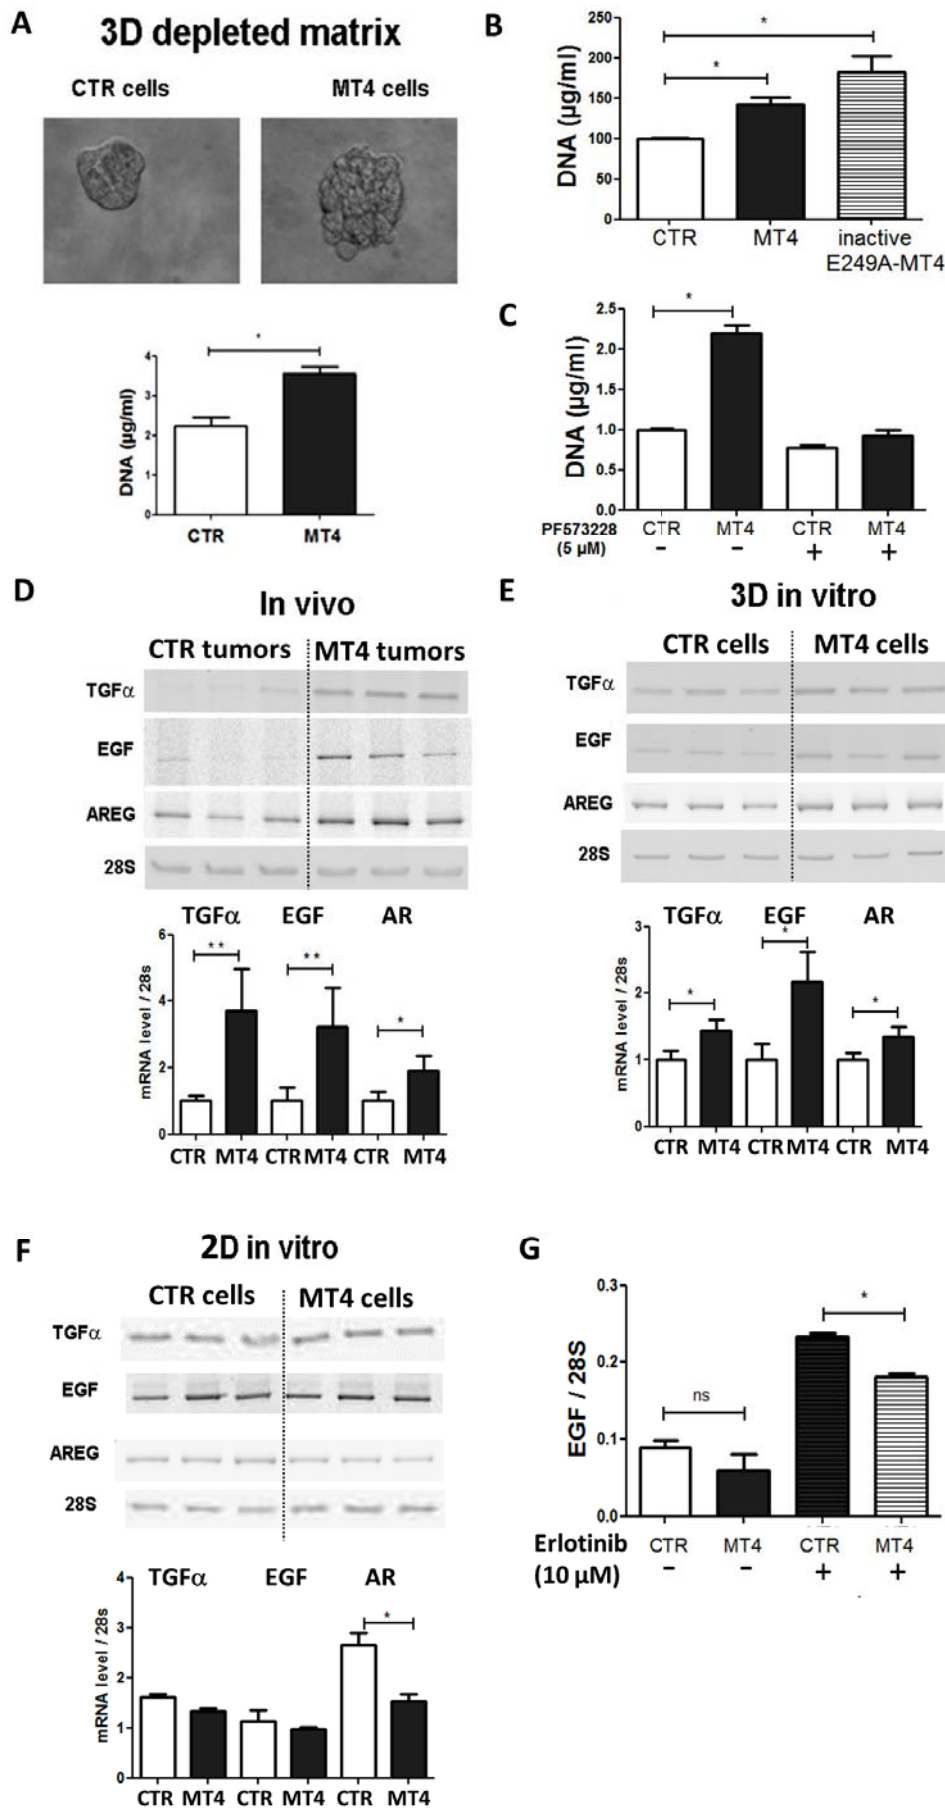 A
3D depleted matrix
CTR cells
MT4 cells
*
DNA (µg/ml)
4
3
2
1
0
CTR
MT4
B
*
*
DNA (µg/ml)
250
200
150
100
50
0
CTR
MT4
inactive
E249A-MT4
C
*
DNA (µg/ml)
2.5
2.0
1.5
1.0
0.5
0.0
PF573228
(5 µM)
CTR
MT4
CTR
MT4
-
-
+
+
D
In vivo
CTR tumors
MT4 tumors
TGFα
EGF
AREG
28S
TGFα
EGF
AR
mRNA level / 28s
6
4
2
0
**
**
*
CTR MT4 CTR MT4 CTR MT4
E
3D in vitro
CTR cells
MT4 cells
TGFα
EGF
AREG
28S
TGFα
EGF
AR
mRNA level / 28s
3
2
1
0
*
*
*
CTR MT4 CTR MT4 CTR MT4
F
2D in vitro
CTR cells
MT4 cells
TGFα
EGF
AREG
28S
TGFα
EGF
AR
mRNA level / 28s
4
3
2
1
0
*
CTR MT4 CTR MT4 CTR MT4
G
EGF / 28S
0.3
0.2
0.1
0.0
ns
*
Erlotinib
(10 µM)
CTR
MT4
CTR
MT4
-
-
+
+